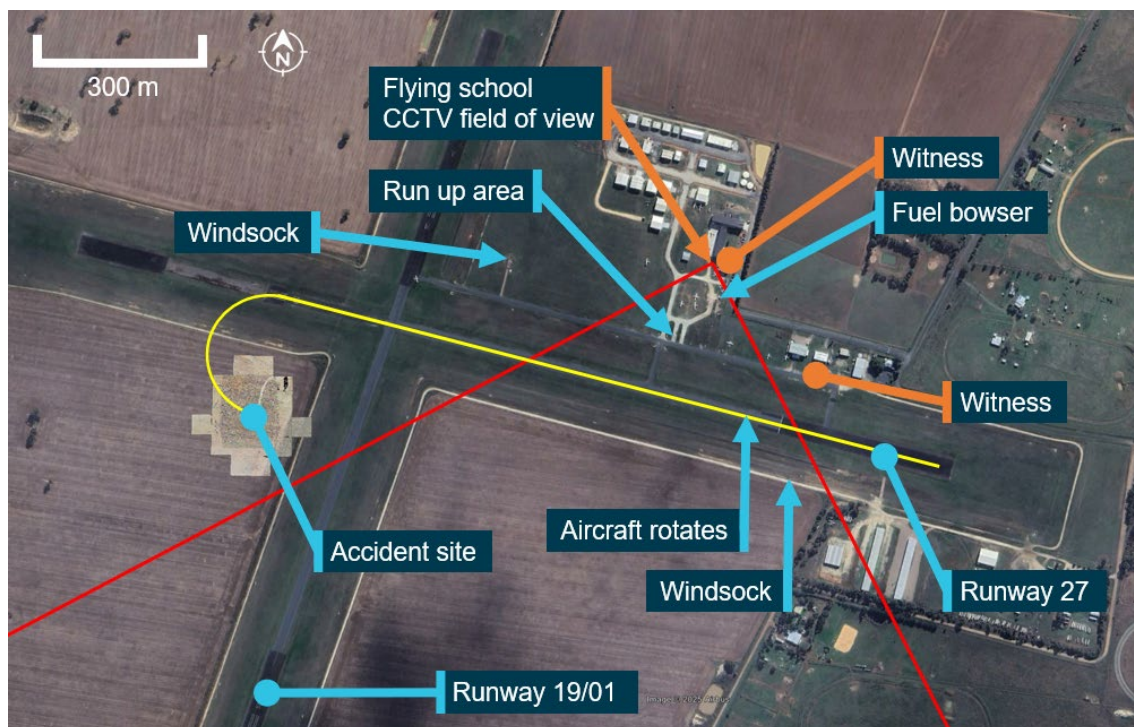 300 m
N
Flying school
CCTV field of view
Witness
Run up area
Fuel bowser
Windsock
Witness
Aircraft rotates
Accident site
Windsock
Runway 27
Runway 19/01